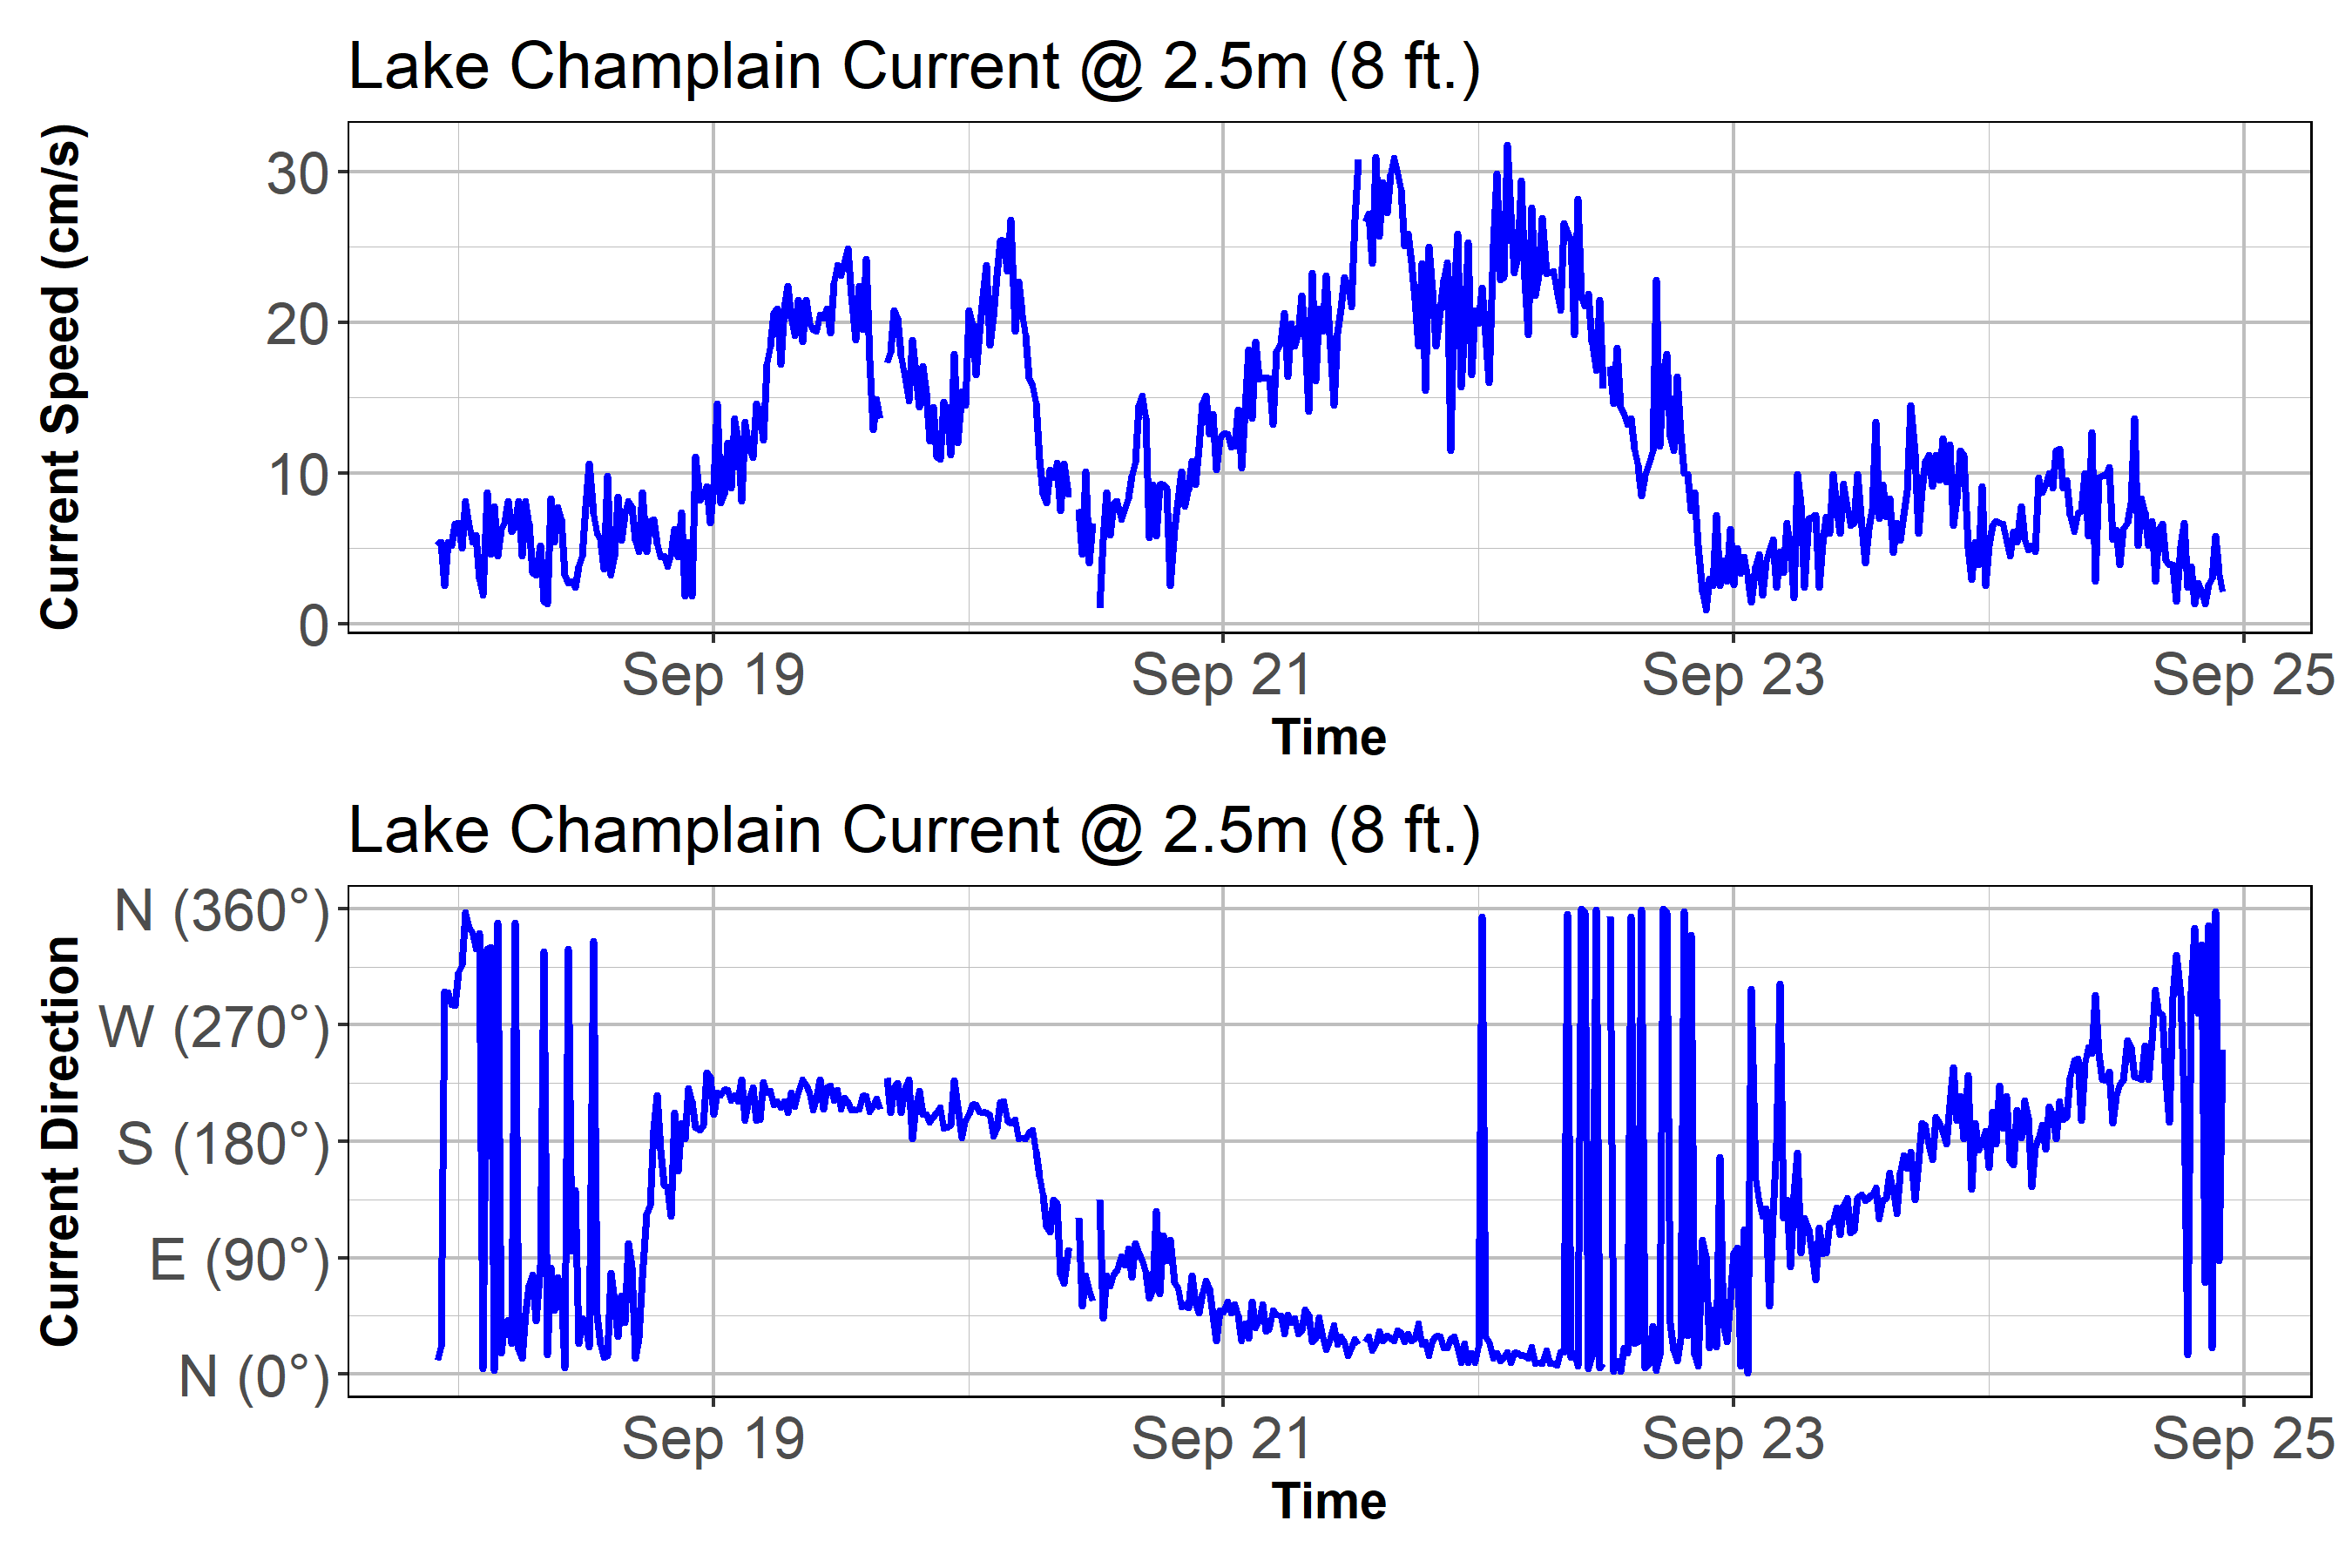 Lake Champlain Current @ 2.5m (8 ft.)
Current Speed (cm/s)
30
20
10
0
Sep 19 Sep 21 Sep 23 Sep 25
Time
Lake Champlain Current @ 2.5m (8 ft.)
Current Direction
N (360°)
W (270°)
S (180°)
E (90°)
N (0°)
Sep 19 Sep 21 Sep 23 Sep 25
Time